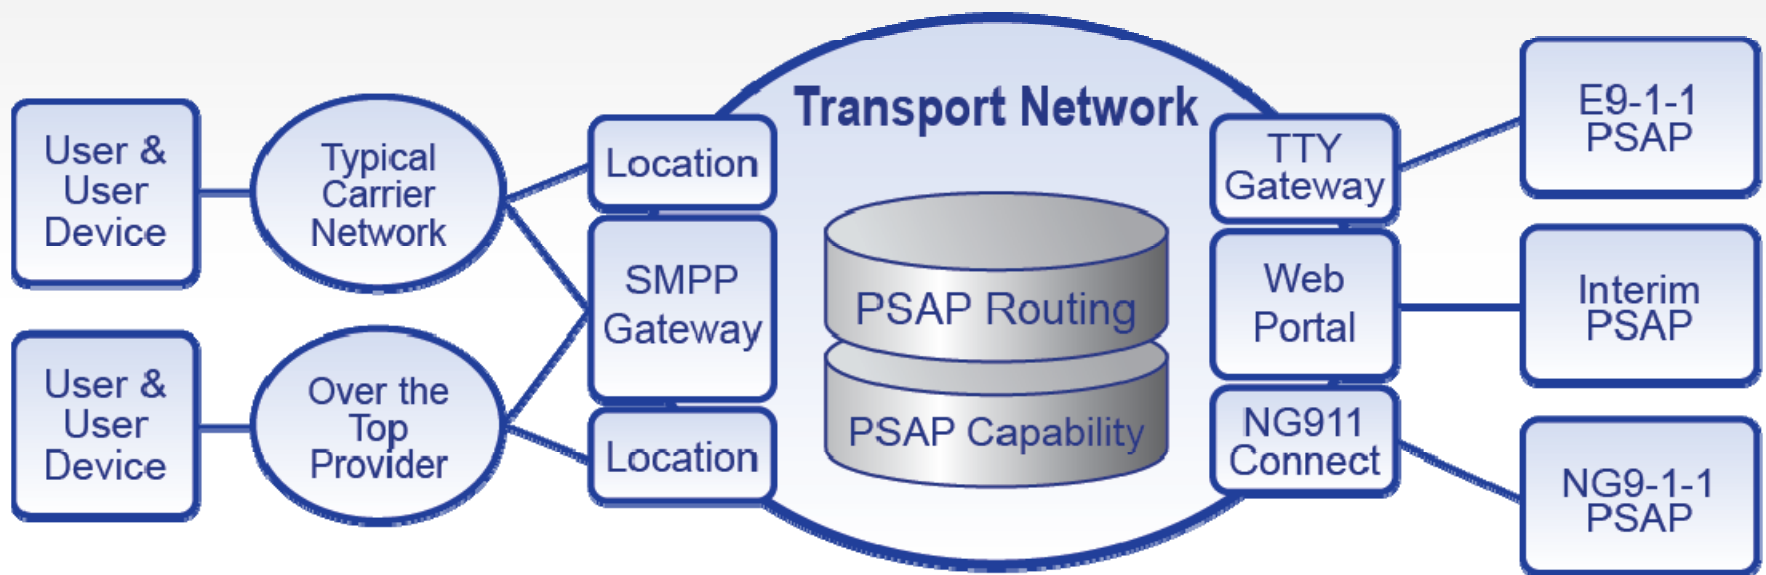 User &
User
Device
Typical
Carrier
Network
User &
User
Device
Over the
Top
Provider
Location
SMPP
Gateway
Location
Transport Network
PSAP Routing
PSAP Capability
TTY
Gateway
Web
Portal
NG911
Connect
E9-1-1
PSAP
Interim
PSAP
NG9-1-1
PSAP